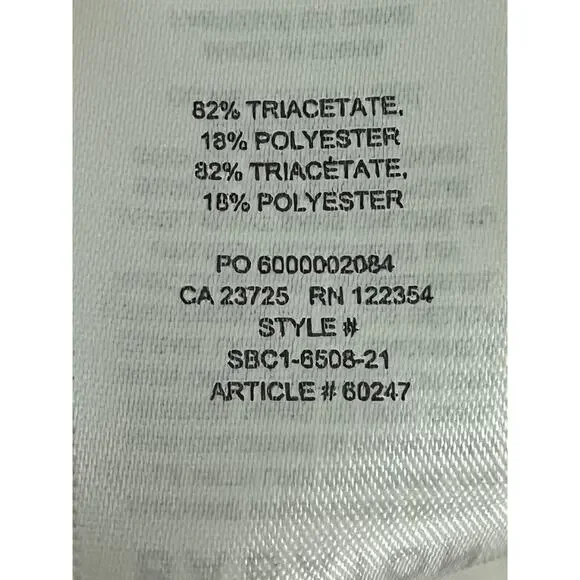 82% TRIACETATE,
18% POLYESTER
82% TRIACÉTATE,
18% POLYESTER
PO 6000002084
CA 23725 RN 122354
STYLE #
SBC1-6508-21
ARTICLE # 60247